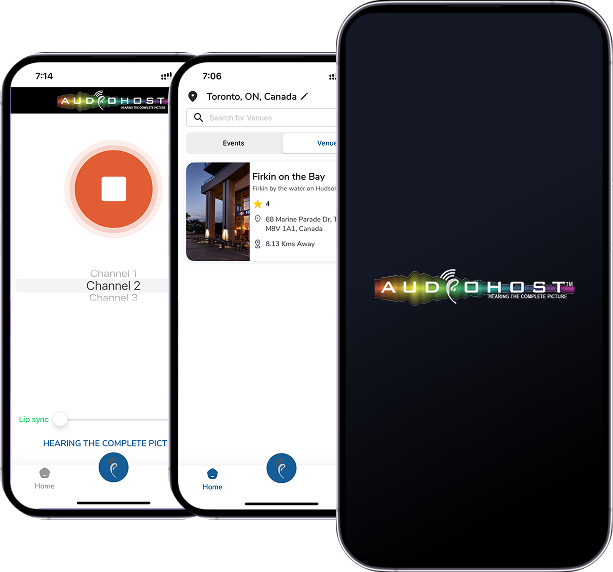 7:14
AUDIOHOST
HEARING THE COMPLETE PICTURE
Channel 1
Channel 2
Channel 3
Lip sync
HEARING THE COMPLETE PICT
Home
7:06
Toronto, ON, Canada
Search for Venues
Events
Venue
Firkin on the Bay
Firkin by the water on Hudson
4
68 Marine Parade Dr, T
M8V 1A1, Canada
8.13 Kms Away
Home
AUDIOHOST™
HEARING THE COMPLETE PICTURE